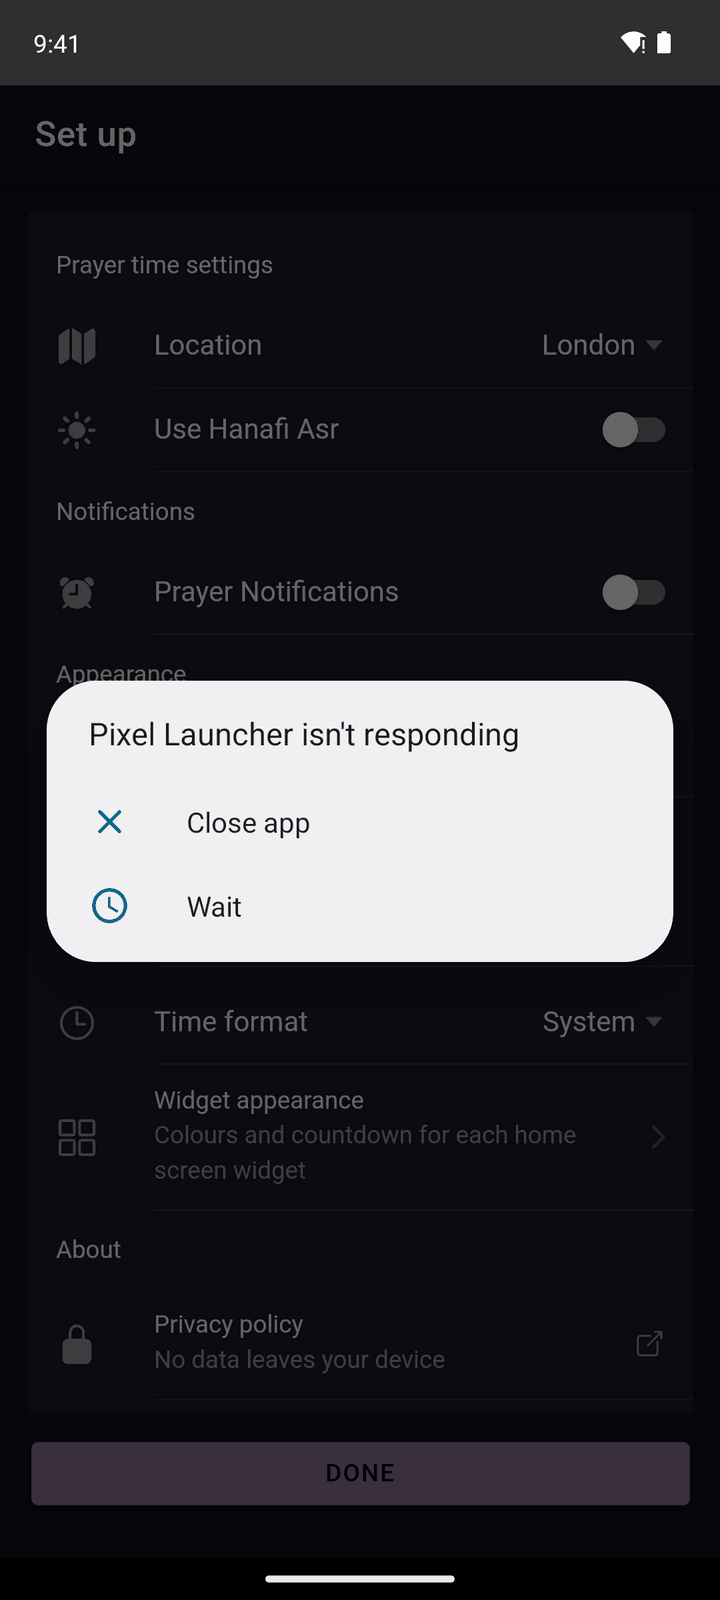 9:41
Set up
Prayer time settings
Location
London
Use Hanafi Asr
Notifications
Prayer Notifications
Appearance
Pixel Launcher isn't responding
Close app
Wait
Time format
System
Widget appearance
Colours and countdown for each home
screen widget
About
Privacy policy
No data leaves your device
DONE